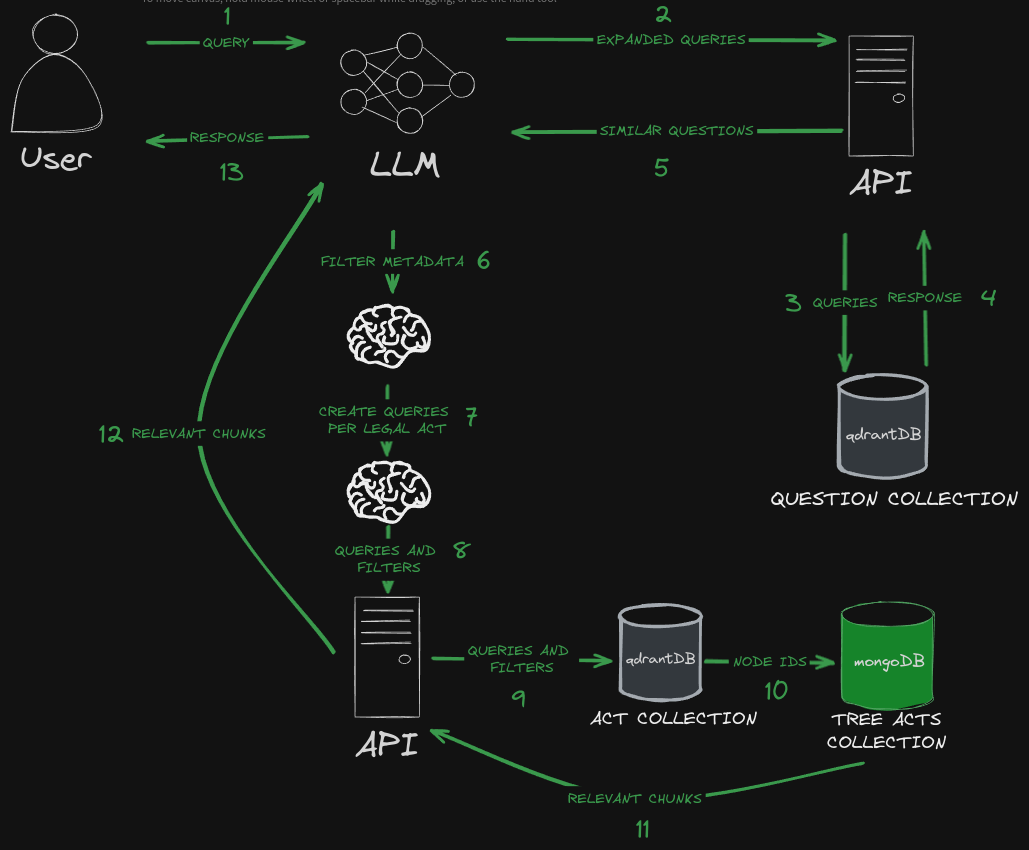 To move canvas, hold mouse wheel or spacebar while dragging, or use the hand tool
1
QUERY
2
EXPANDED QUERIES
RESPONSE
13
SIMILAR QUESTIONS
5
User
LLM
API
FILTER METADATA 6
3 QUERIES
RESPONSE 4
CREATE QUERIES 7
PER LEGAL ACT
12 RELEVANT CHUNKS
qdrantDB
QUESTION COLLECTION
QUERIES AND 8
FILTERS
QUERIES AND
FILTERS
9
qdrantDB
NODE IDS
10
mongoDB
ACT COLLECTION
TREE ACTS
COLLECTION
API
RELEVANT CHUNKS
11